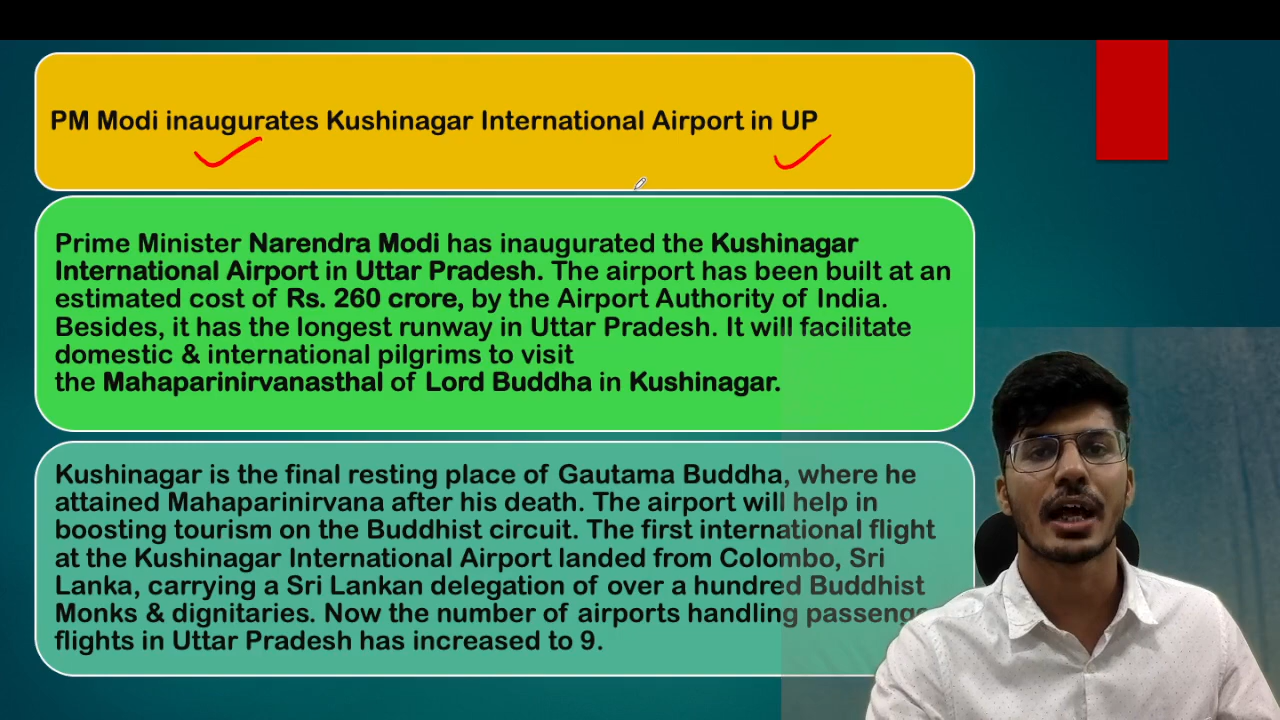 PM Modi inaugurates Kushinagar International Airport in UP
Prime Minister Narendra Modi has inaugurated the Kushinagar
International Airport in Uttar Pradesh. The airport has been built at an
estimated cost of Rs. 260 crore, by the Airport Authority of India.
Besides, it has the longest runway in Uttar Pradesh. It will facilitate
domestic & international pilgrims to visit
the Mahaparinirvanasthal of Lord Buddha in Kushinagar.
Kushinagar is the final resting place of Gautama Buddha, where he
attained Mahaparinirvana after his death. The airport will help in
boosting tourism on the Buddhist circuit. The first international flight
at the Kushinagar International Airport landed from Colombo, Sri
Lanka, carrying a Sri Lankan delegation of over a hundred Buddhist
Monks & dignitaries. Now the number of airports handling
flights in Uttar Pradesh has increased to 9.